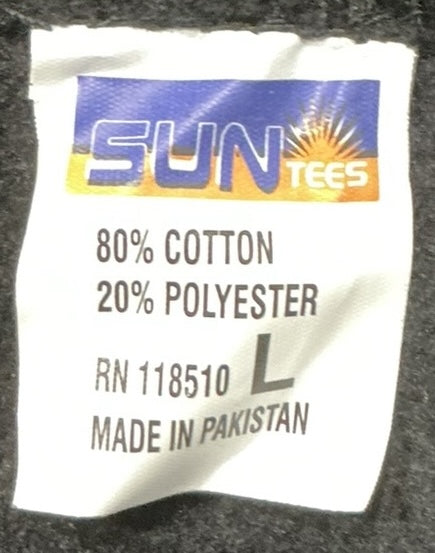 SUN TEES
80% COTTON
20% POLYESTER
RN 118510 L
MADE IN PAKISTAN